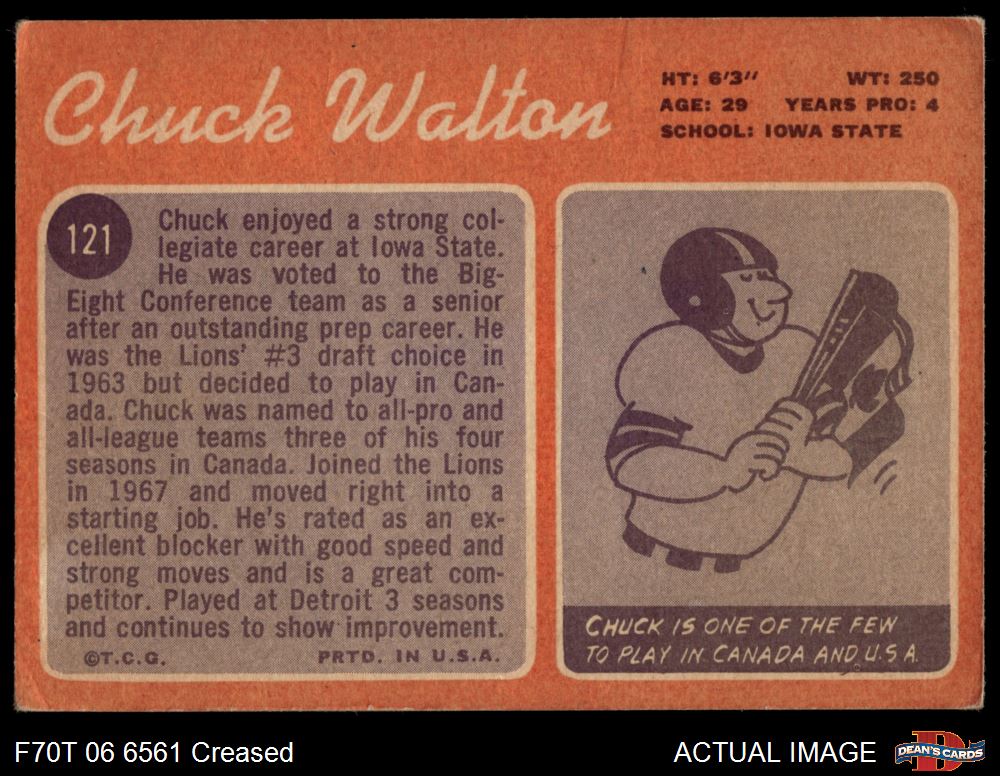 Chuck Walton
HT: 6'3" WT: 250
AGE: 29 YEARS PRO: 4
SCHOOL: IOWA STATE
121
Chuck enjoyed a strong col-
legiate career at Iowa State.
He was voted to the Big-
Eight Conference team as a senior
after an outstanding prep career. He
was the Lions' #3 draft choice in
1963 but decided to play in Can-
ada. Chuck was named to all-pro and
all-league teams three of his four
seasons in Canada. Joined the Lions
in 1967 and moved right into a
starting job. He's rated as an ex-
cellent blocker with good speed and
strong moves and is a great com-
petitor. Played at Detroit 3 seasons
and continues to show improvement.
©T.C.G. PRTD. IN U.S.A.
CHUCK IS ONE OF THE FEW
TO PLAY IN CANADA AND U.S A.
F70T 06 6561 Creased
ACTUAL IMAGE
DEAN'S CARDS